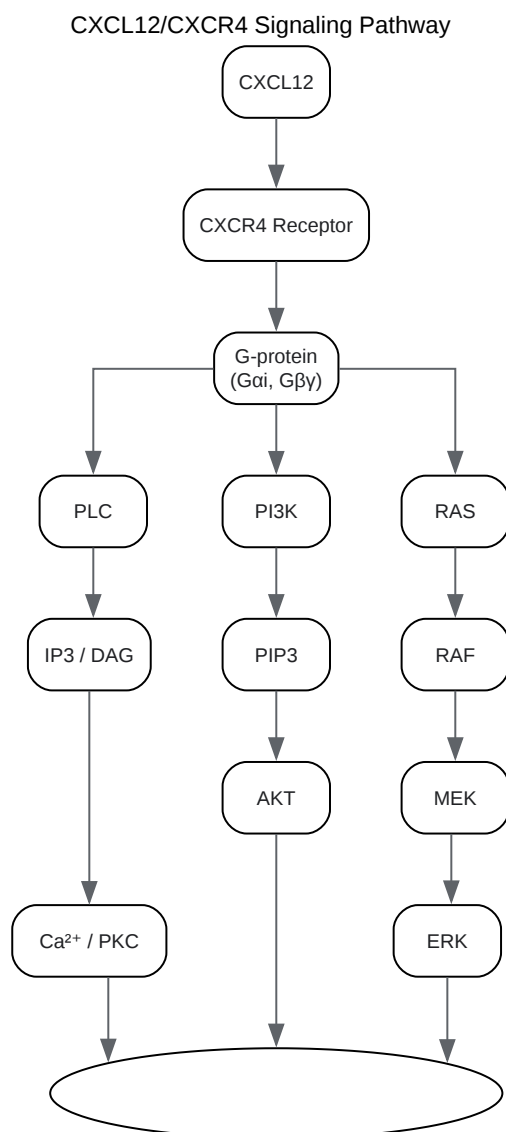 CXCL12/CXCR4 Signaling Pathway
CXCL12
CXCR4 Receptor
G-protein
(Gαi, Gβγ)
PLC
PI3K
RAS
IP3 / DAG
PIP3
RAF
AKT
MEK
Ca²⁺ / PKC
ERK